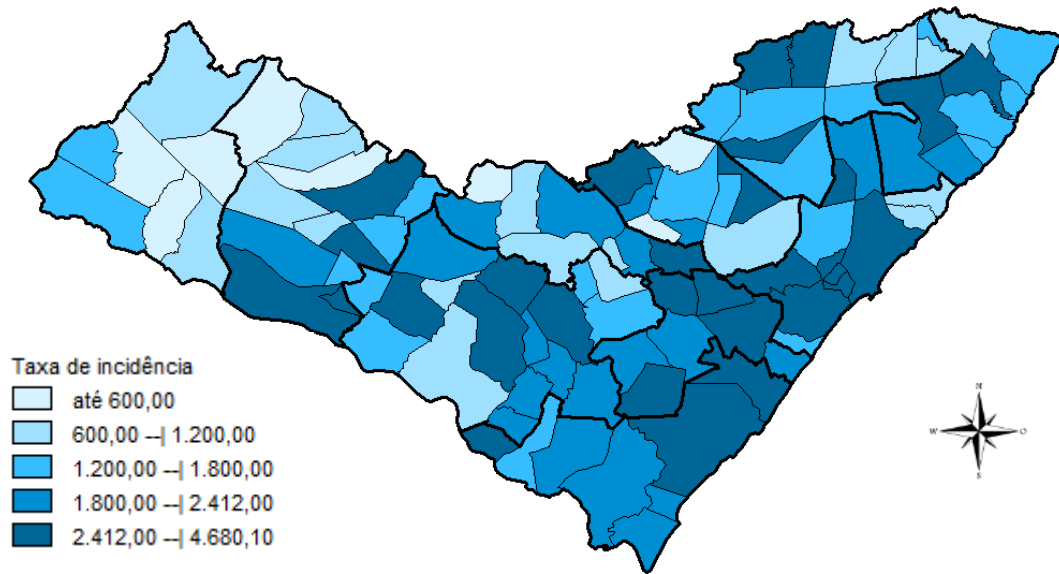 Taxa de incidência
até 600,00
600,00 --| 1.200,00
1.200,00 --| 1.800,00
1.800,00 --| 2.412,00
2.412,00 --| 4.680,10
N
W
O
S